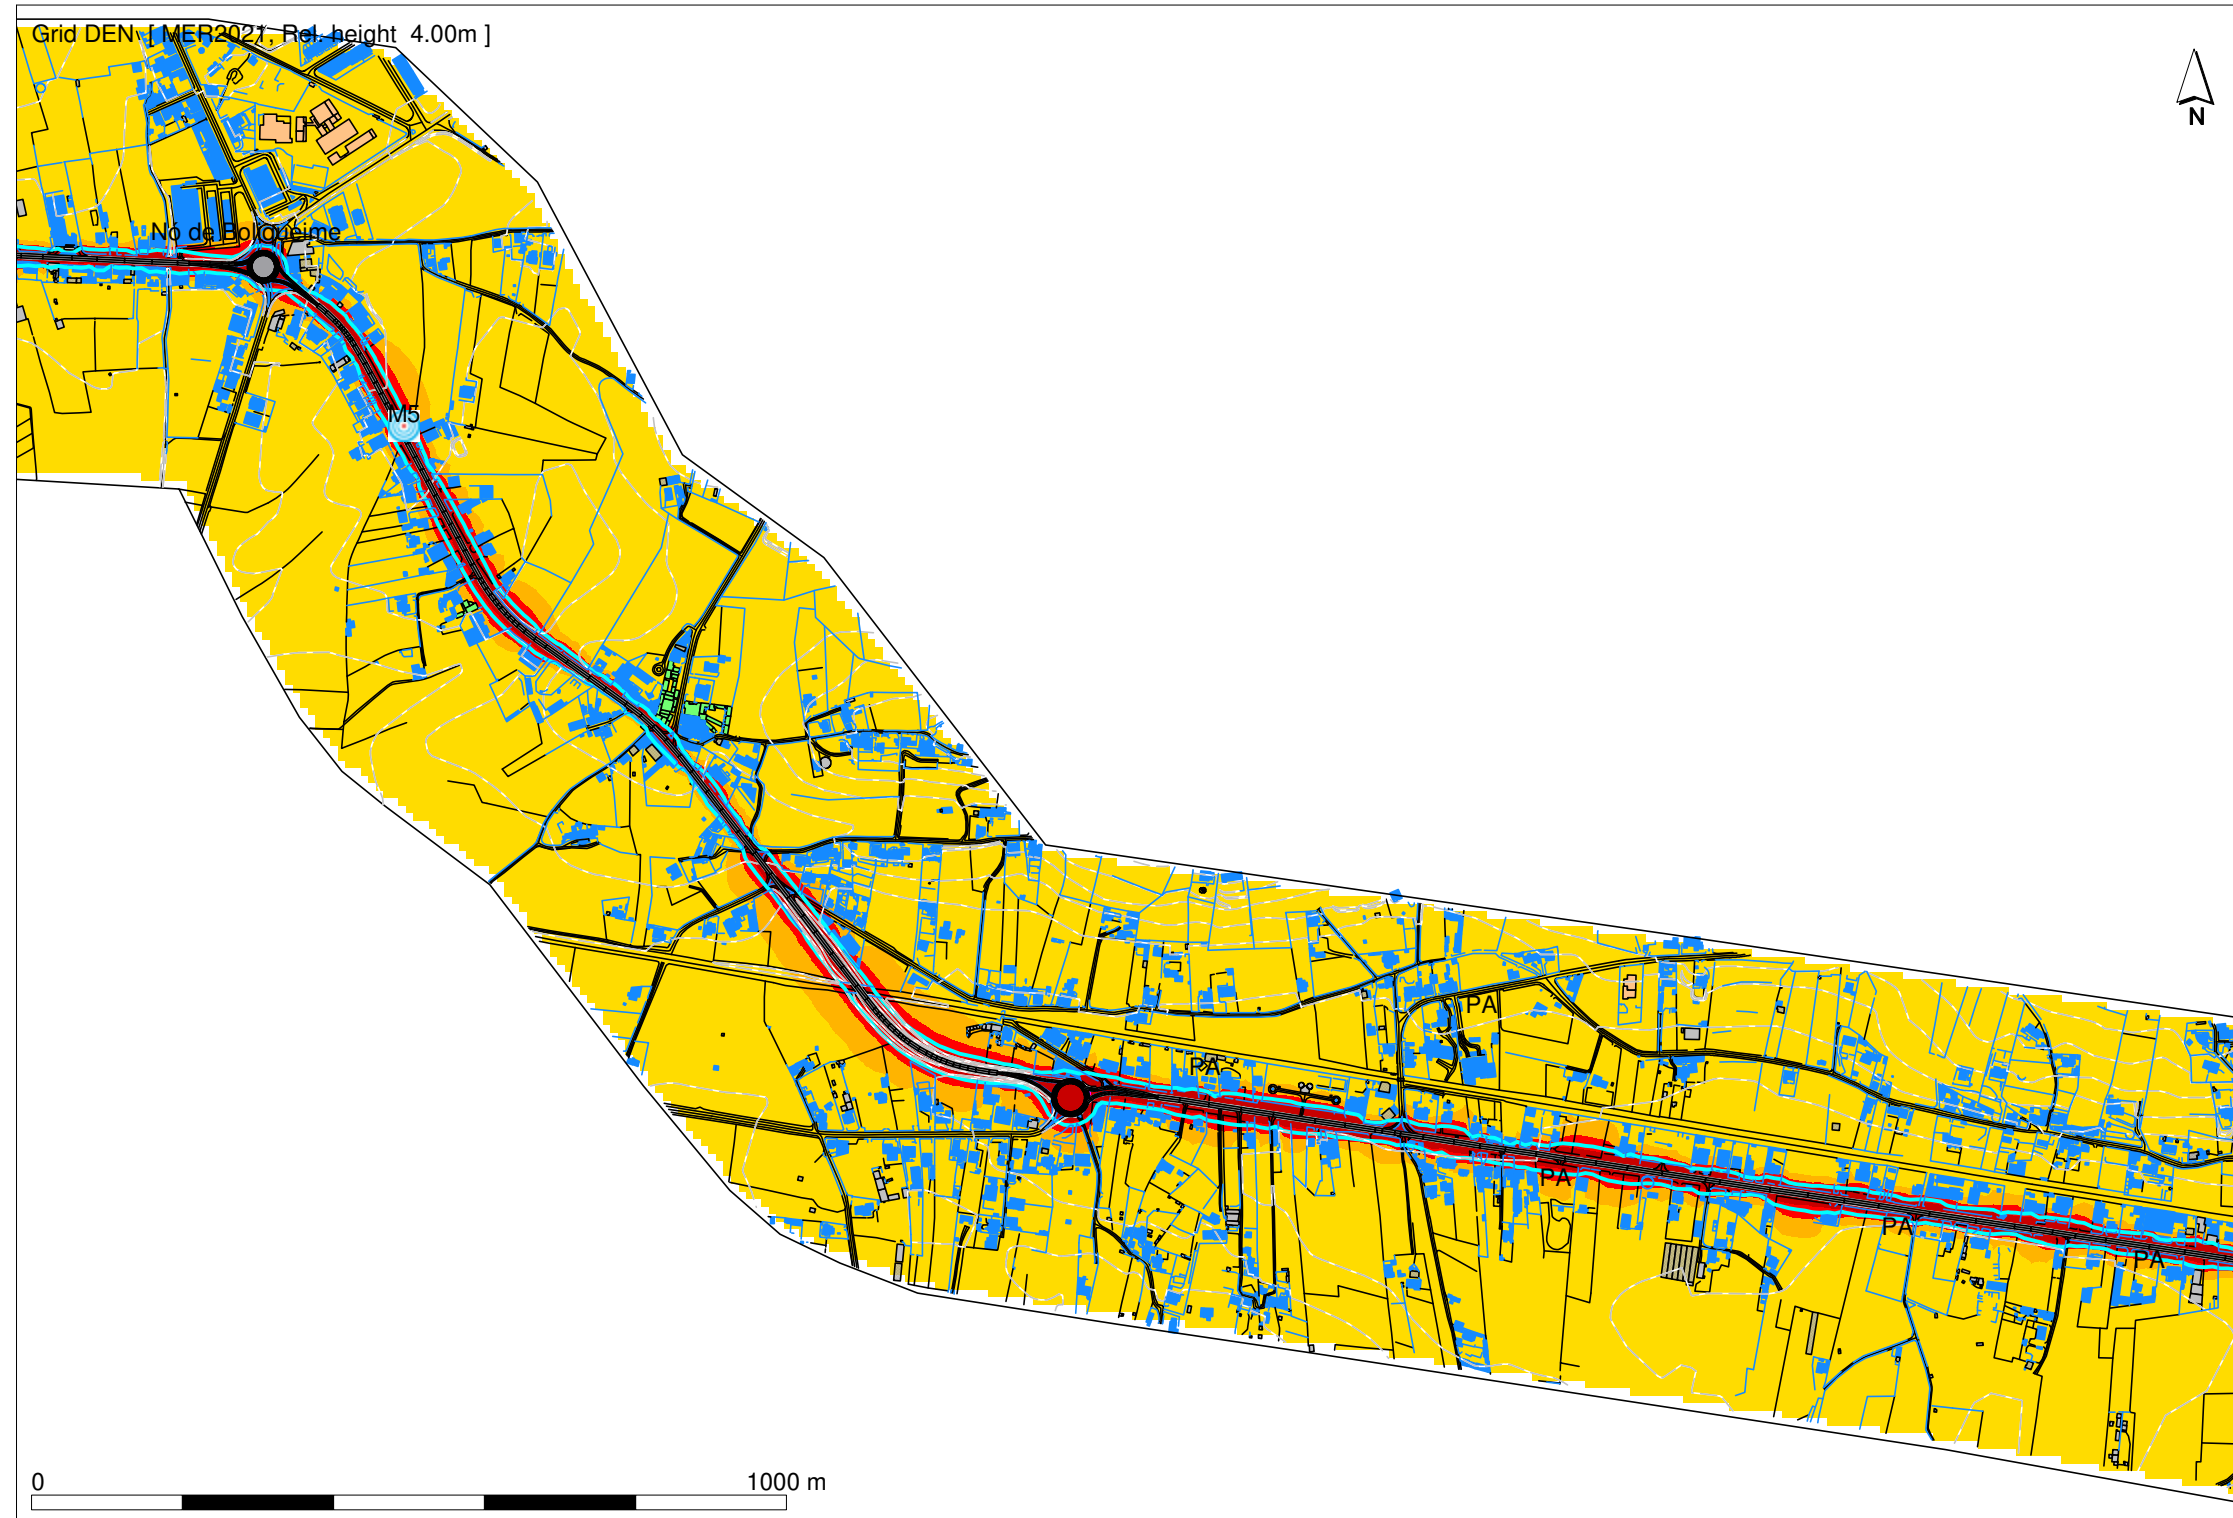 Grid DEN [ MER2021, Rel. height 4.00m ]
N
Nó de Boliqueime
M5
PA
PA
PA
PA
PA
0
1000 m